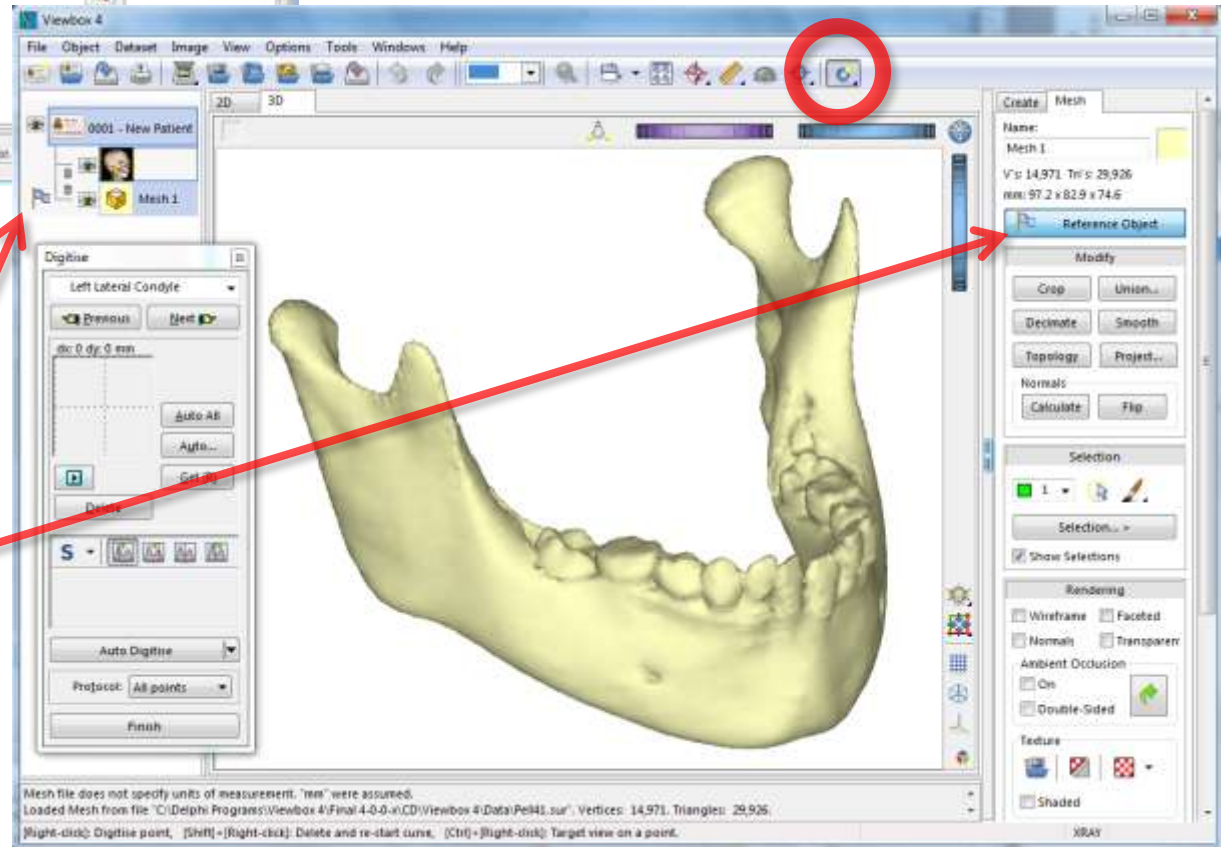 Viewbox 4
File Object Dataset Image View Options Tools Windows Help
2D 3D
0001 - New Patient
Mesh 1
Digitise
Left Lateral Condyle
Previous Next
dx: 0 dy: 0 mm
Auto All
Auto...
Get
Delete
S
Auto Digitise
Protocol: All points
Finish
Create Mesh
Name:
Mesh 1
V's: 14,971 Tri's: 29,926
mm: 97.2 x 82.9 x 74.6
Reference Object
Modify
Crop Union...
Decimate Smooth
Topology Project...
Normals
Calculate Flip
Selection
1
Selection... »
Show Selections
Rendering
Wireframe Faceted
Normals Transparen
Ambient Occlusion
On
Double-Sided
Texture
Shaded
Mesh file does not specify units of measurement. "mm" were assumed.
Loaded Mesh from file "C:\Delphi Programs\Viewbox 4\Final 4-0-0-x\CD\Viewbox 4\Data\Pell41.sur". Vertices: 14,971. Triangles: 29,926.
[Right-click]: Digitise point, [Shift]+[Right-click]: Delete and re-start curve, [Ctrl]+[Right-click]: Target view on a point.
XRAY